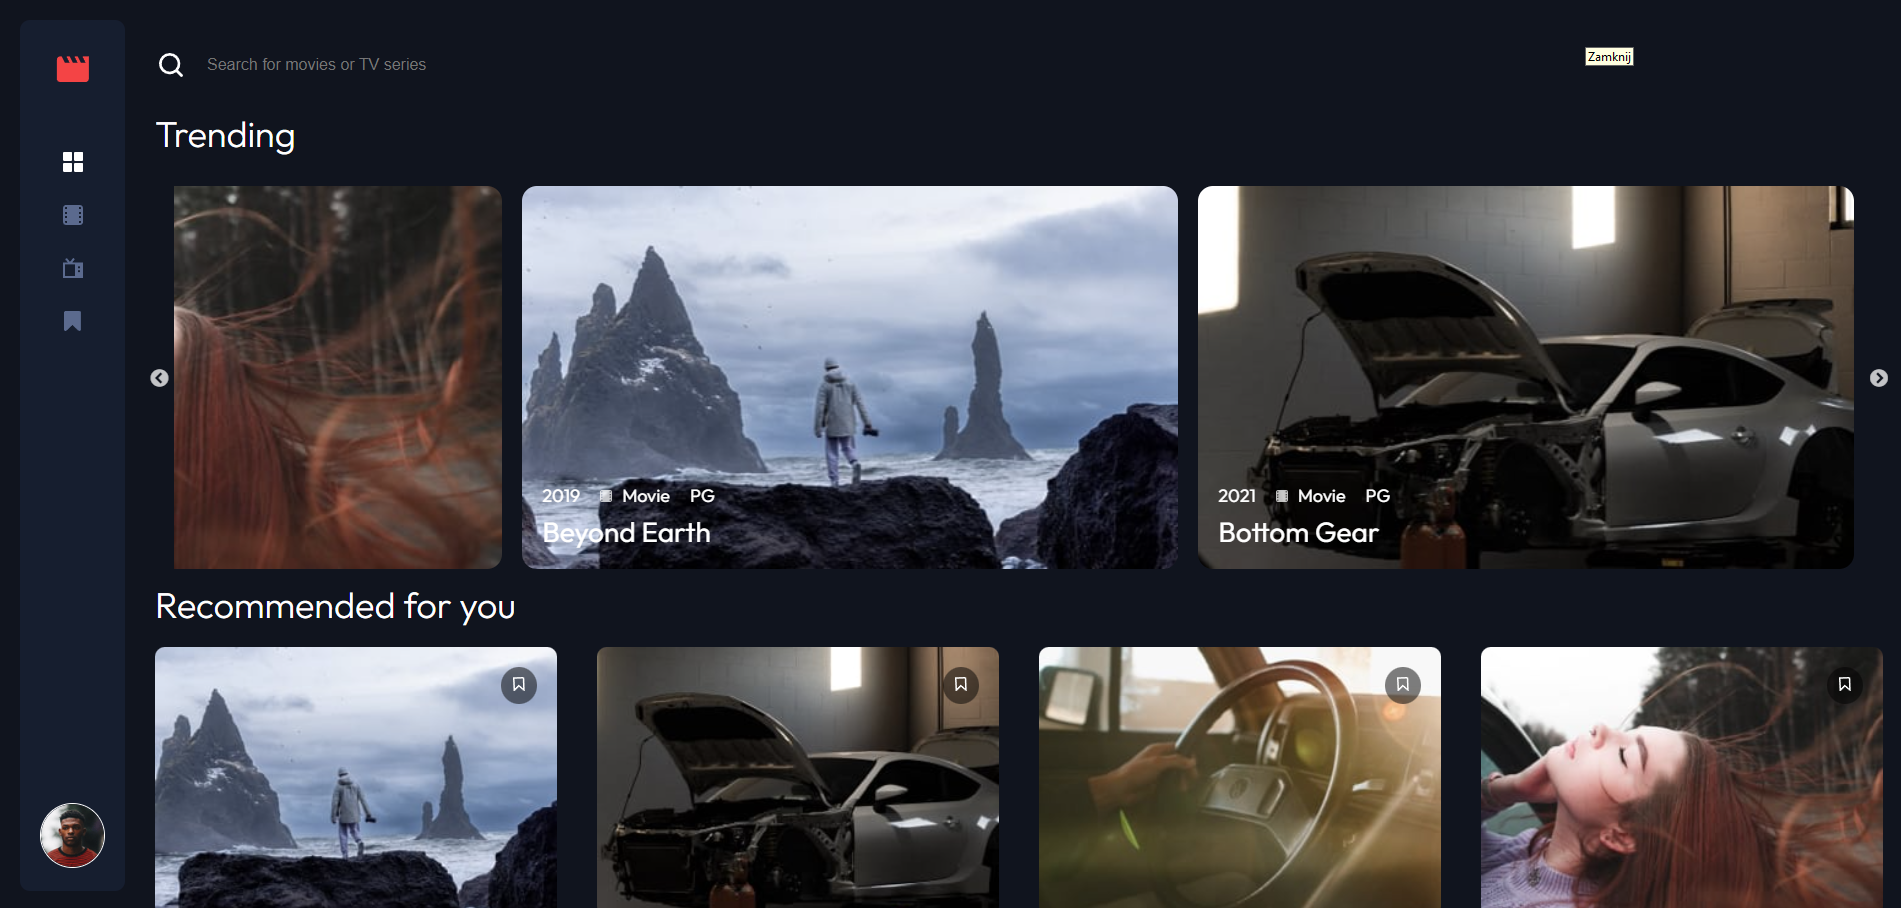 Search for movies or TV series
Zamknij
Trending
2019 Movie PG
Beyond Earth
2021 Movie PG
Bottom Gear
Recommended for you